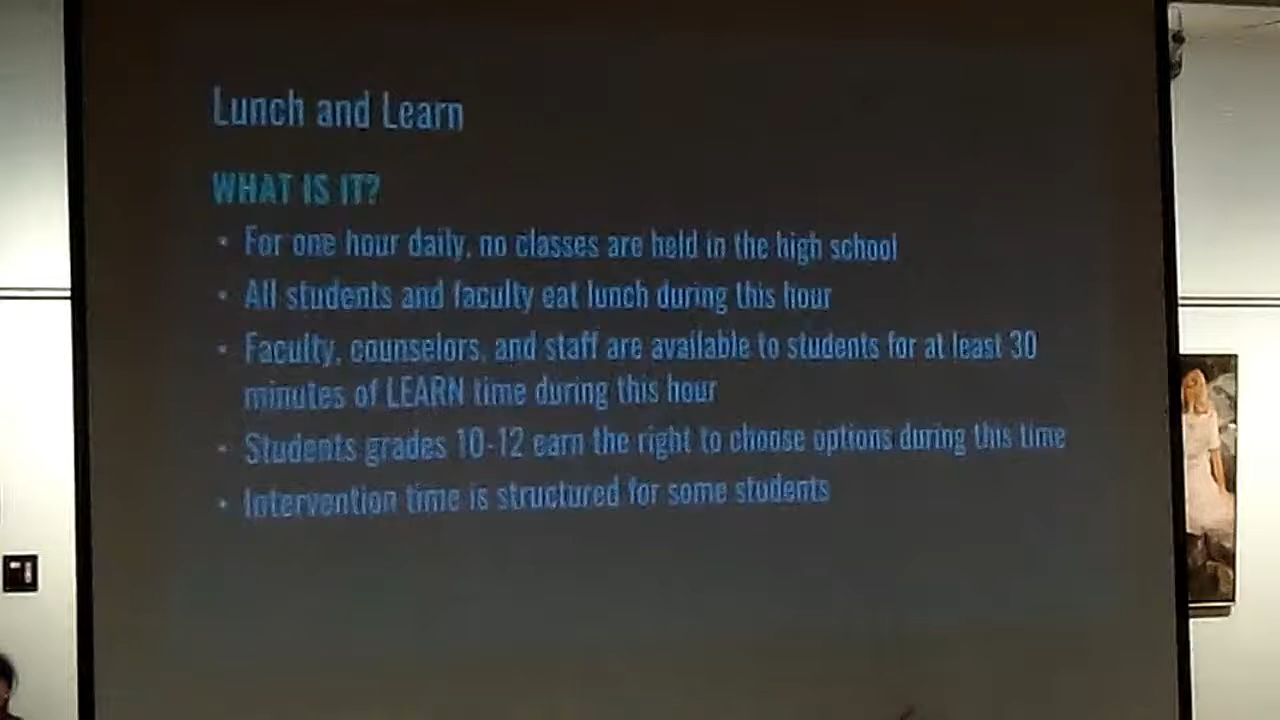 Lunch and Learn
WHAT IS IT?
• For one hour daily, no classes are held in the high school
• All students and faculty eat lunch during this hour
• Faculty, counselors, and staff are available to students for at least 30
minutes of LEARN time during this hour
• Students grades 10-12 earn the right to choose options during this time
• Intervention time is structured for some students